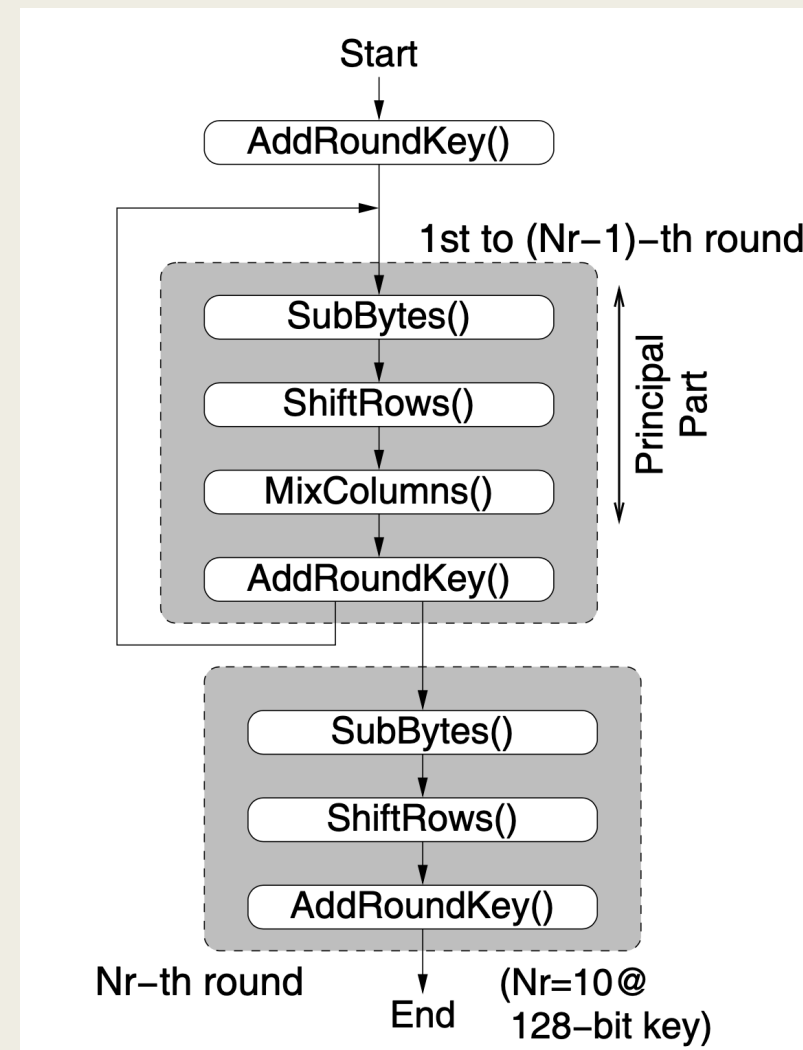 Start
AddRoundKey()
1st to (Nr−1)−th round
SubBytes()
ShiftRows()
MixColumns()
AddRoundKey()
Principal
Part
SubBytes()
ShiftRows()
AddRoundKey()
Nr−th round
End
(Nr=10@
128−bit key)